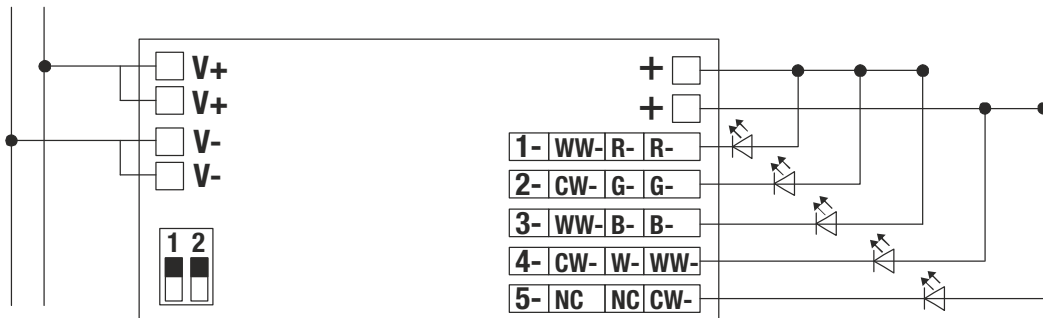 V+
+
V+
+
V-
1- WW- R- R-
V-
2- CW- G- G-
3- WW- B- B-
1 2
4- CW- W- WW-
5- NC NC CW-